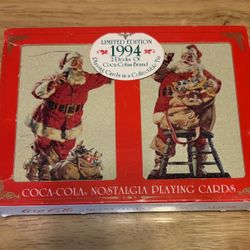 LIMITED EDITION
1994
2 Decks Of
Coca-Cola Brand
Playing Cards in a Collectible Tin
COCA-COLA® NOSTALGIA PLAYING CARDS